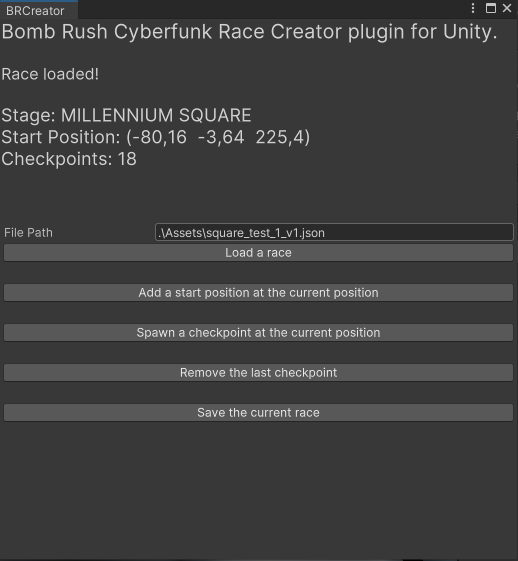 BRCreator
Bomb Rush Cyberfunk Race Creator plugin for Unity.
Race loaded!
Stage: MILLENNIUM SQUARE
Start Position: (-80,16 -3,64 225,4)
Checkpoints: 18
File Path .\Assets\square_test_1_v1.json
Load a race
Add a start position at the current position
Spawn a checkpoint at the current position
Remove the last checkpoint
Save the current race